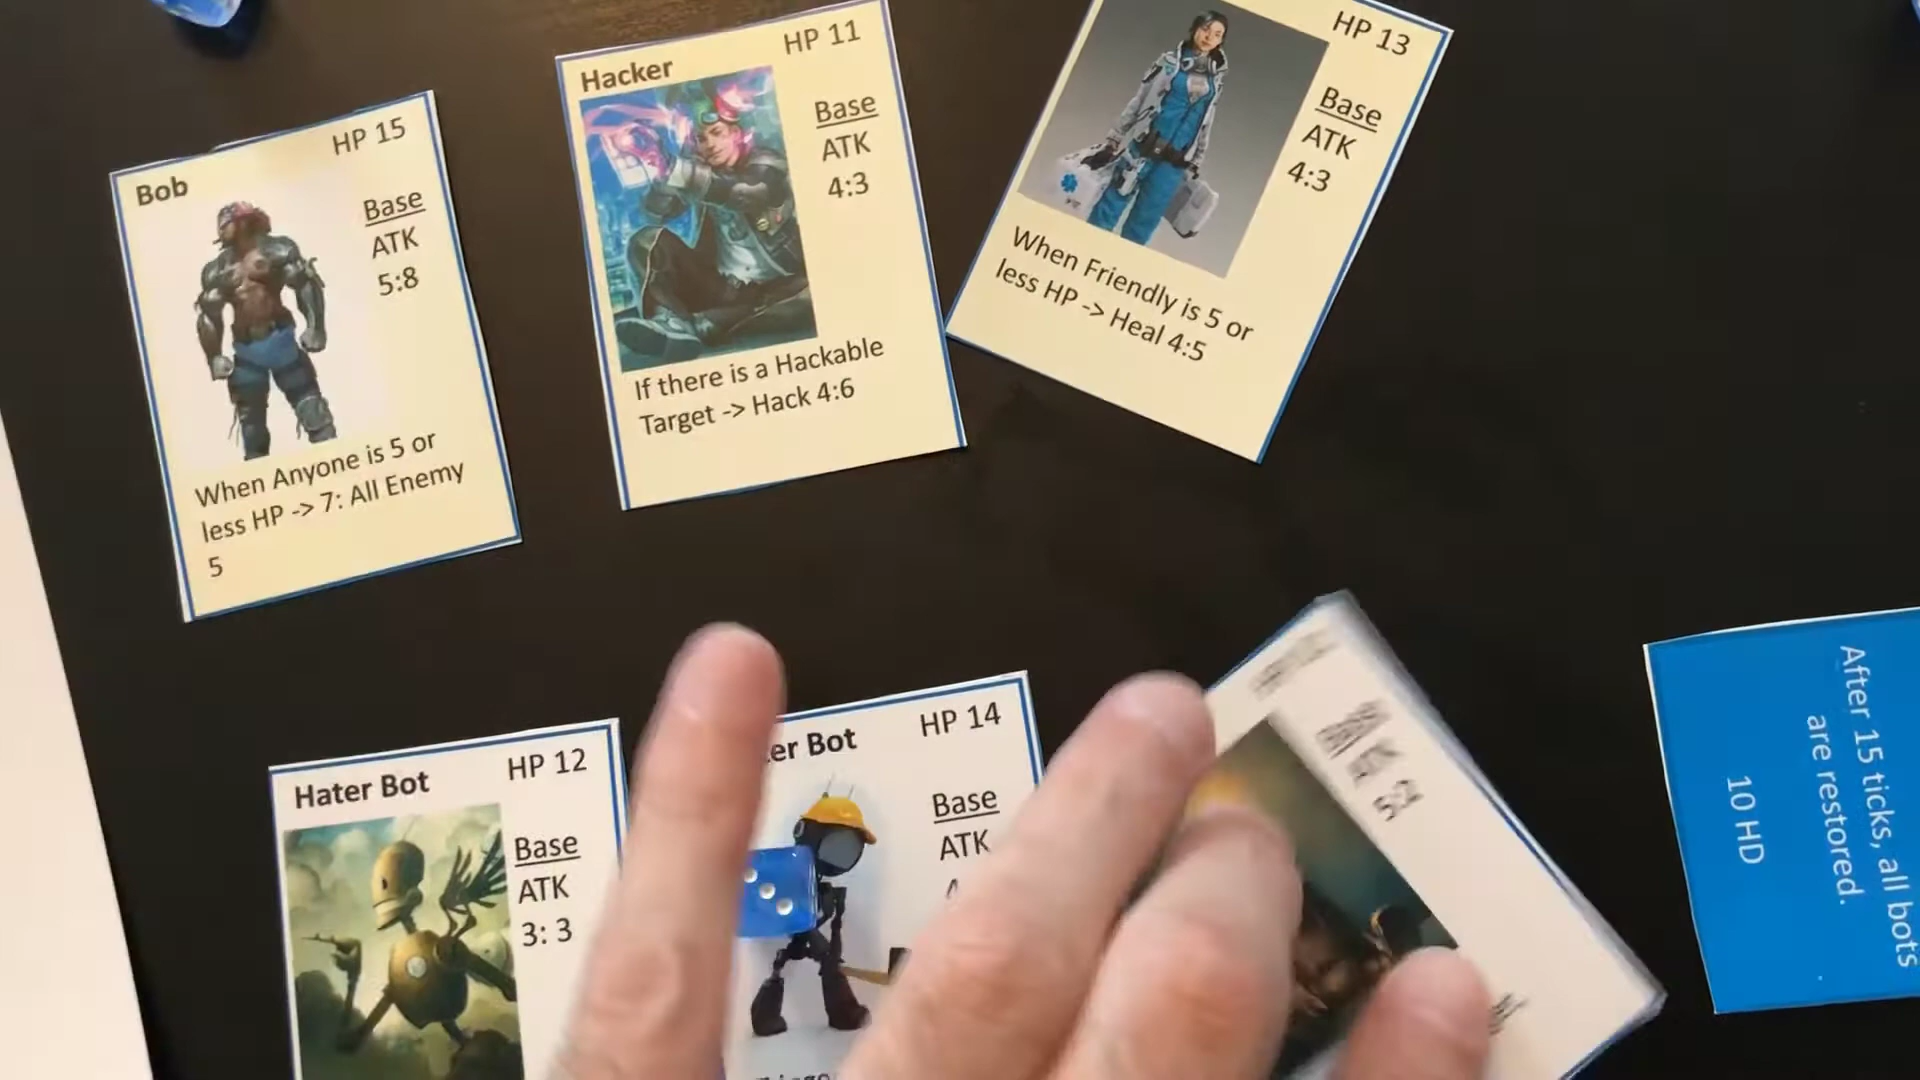 Bob
HP 15
Base
ATK
5:8
When Anyone is 5 or
less HP -> 7: All Enemy
5
Hacker
HP 11
Base
ATK
4:3
If there is a Hackable
Target -> Hack 4:6
HP 13
Base
ATK
4:3
When Friendly is 5 or
less HP -> Heal 4:5
Hater Bot
HP 12
Base
ATK
3: 3
Bot
HP 14
Base
ATK
After 15 ticks, all bots
are restored.
10 HD